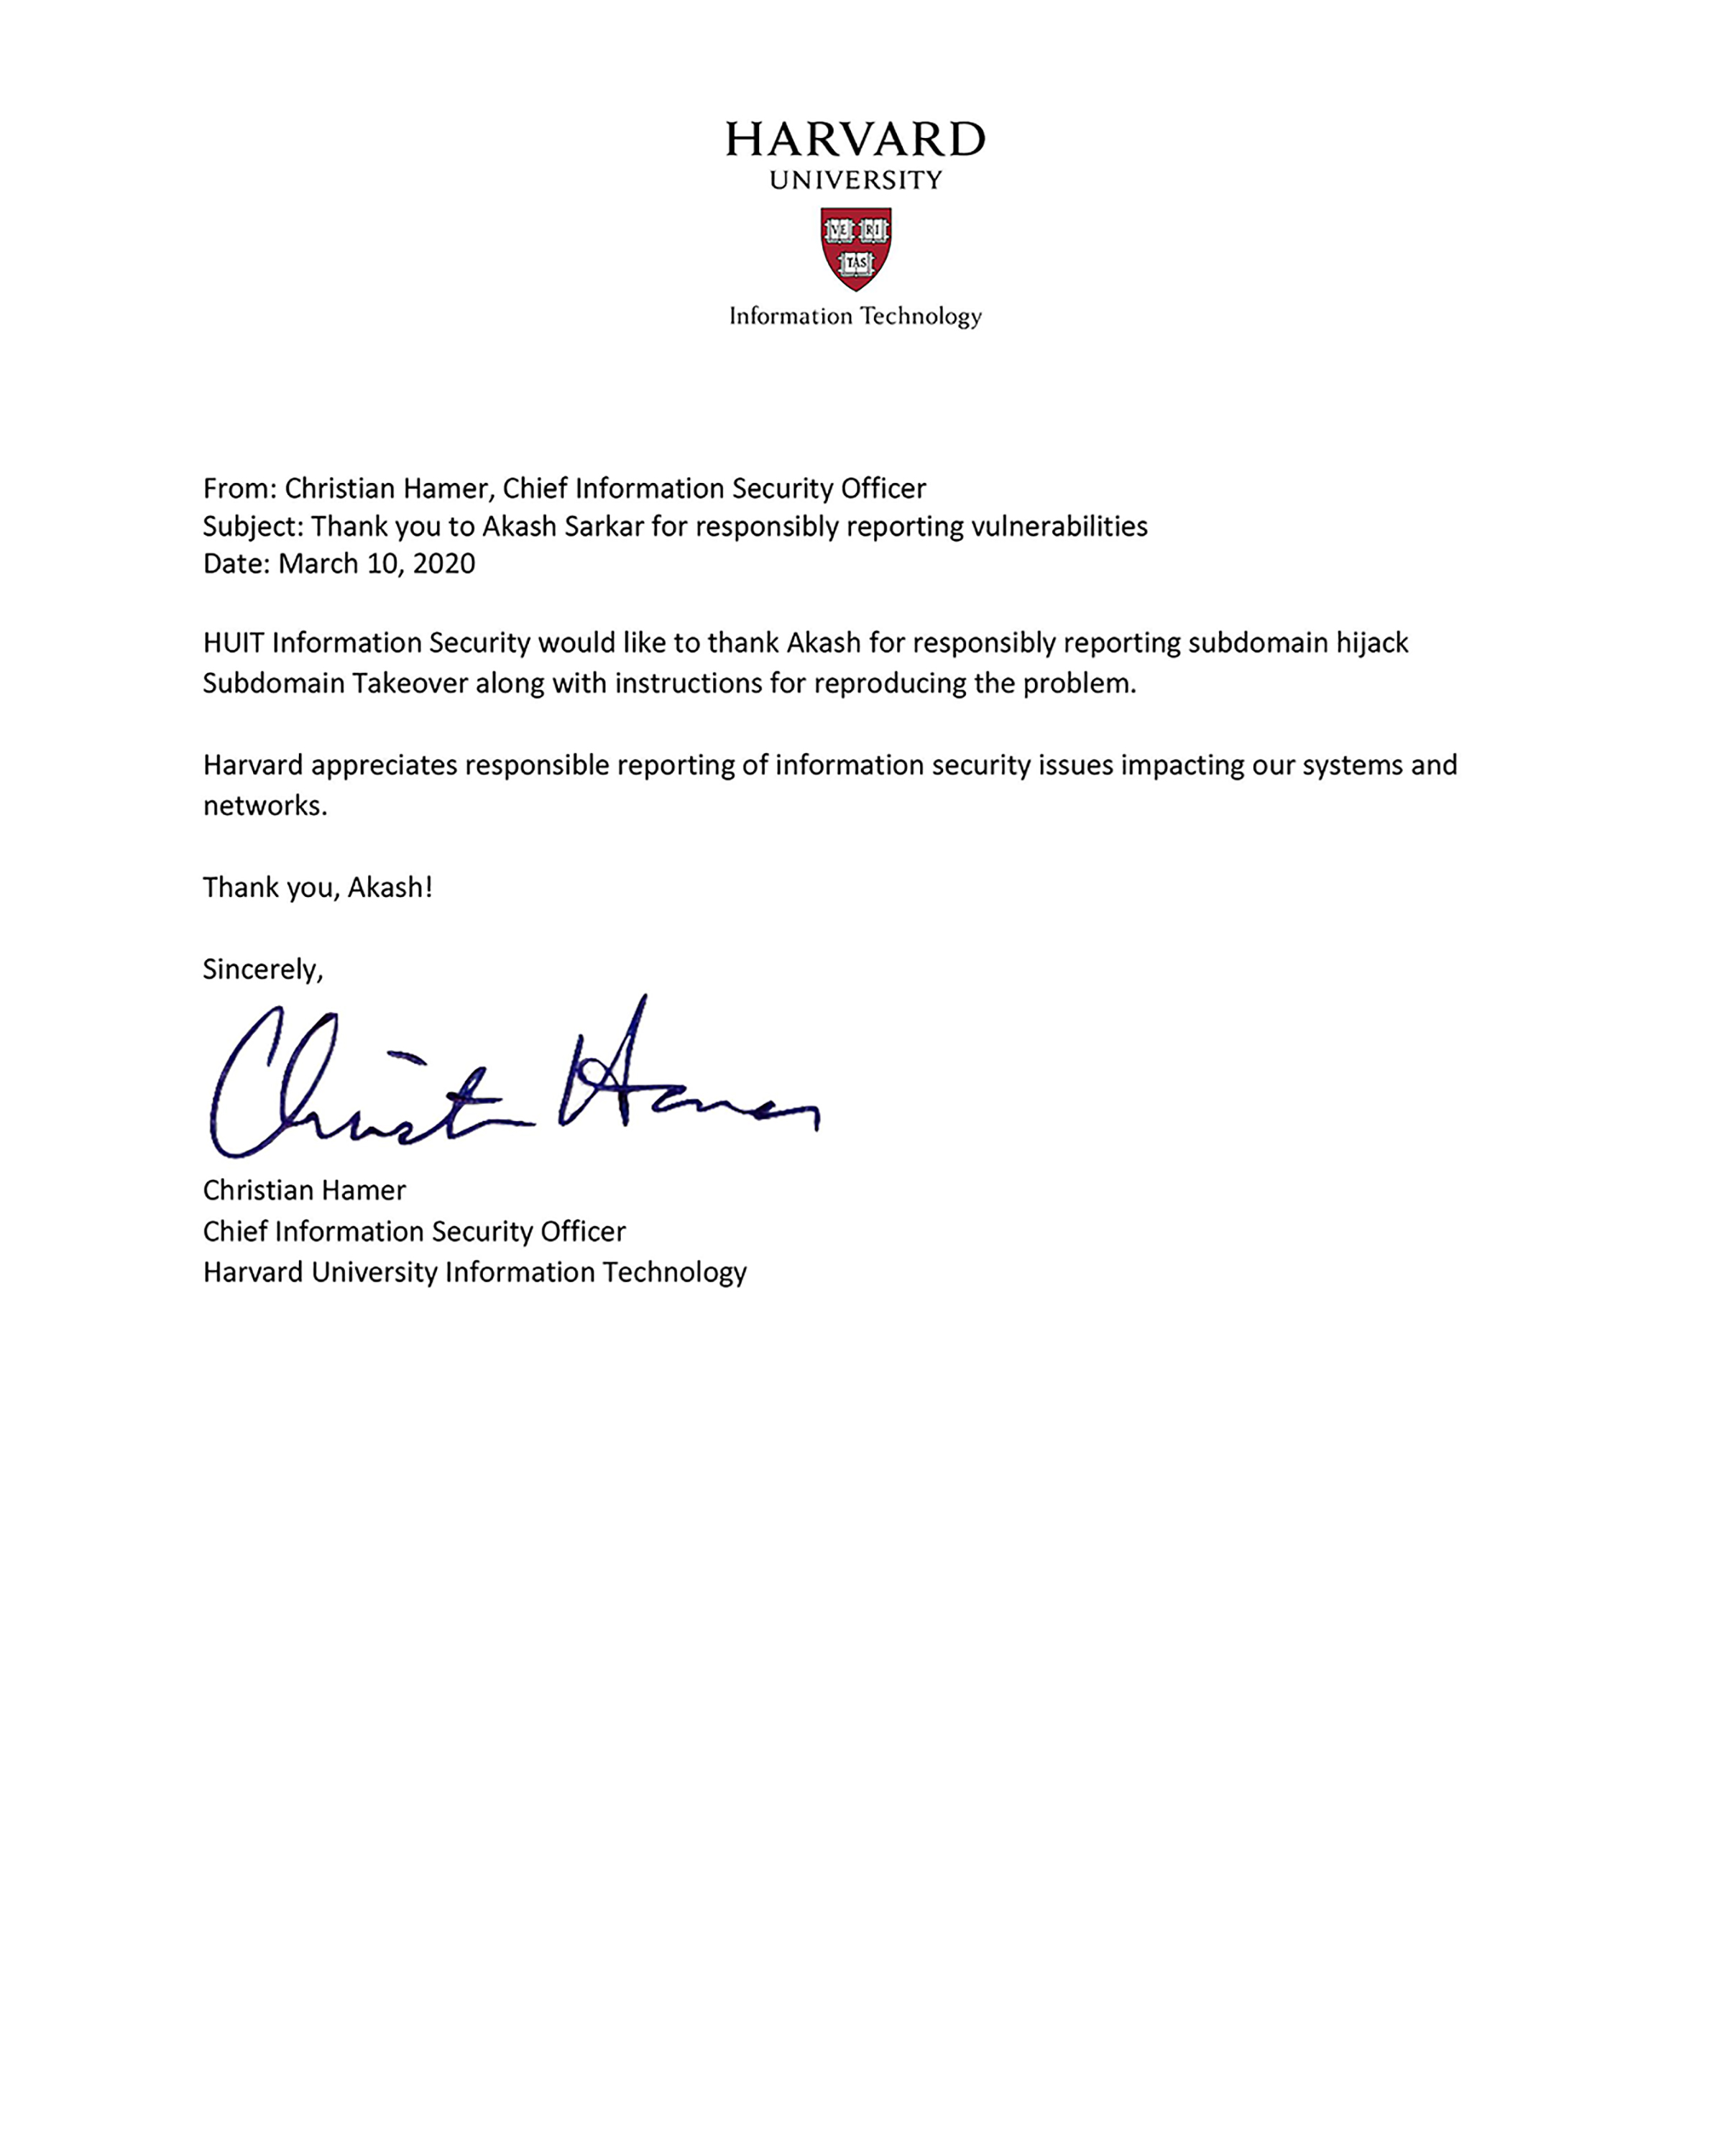 HARVARD
UNIVERSITY
VE RI
TAS
Information Technology
From: Christian Hamer, Chief Information Security Officer
Subject: Thank you to Akash Sarkar for responsibly reporting vulnerabilities
Date: March 10, 2020
HUIT Information Security would like to thank Akash for responsibly reporting subdomain hijack
Subdomain Takeover along with instructions for reproducing the problem.
Harvard appreciates responsible reporting of information security issues impacting our systems and
networks.
Thank you, Akash!
Sincerely,
Christian Hamer
Christian Hamer
Chief Information Security Officer
Harvard University Information Technology